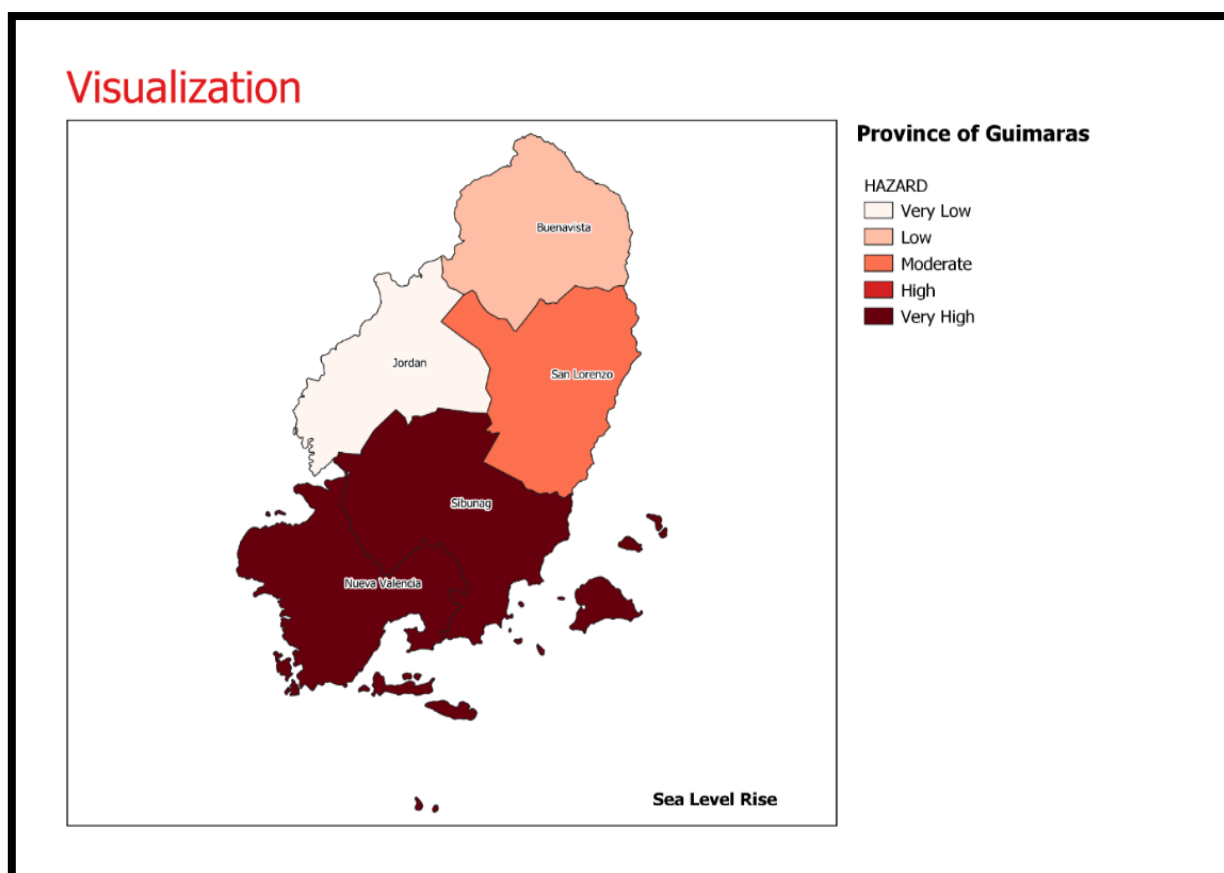 Visualization
Province of Guimaras
HAZARD
Very Low
Low
Moderate
High
Very High
Buenavista
Jordan
San Lorenzo
Sibunag
Nueva Valencia
Sea Level Rise